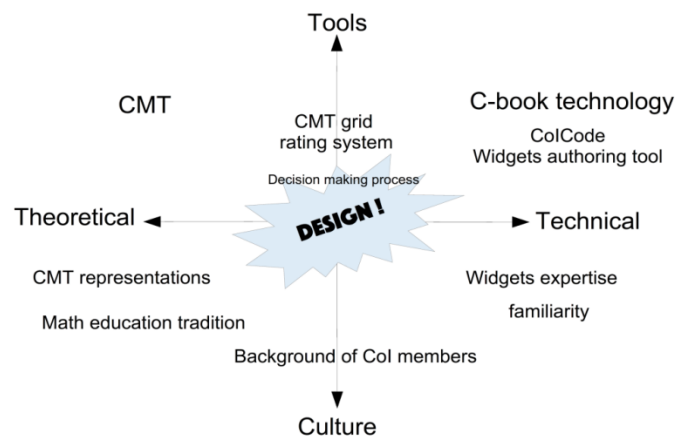 Tools
CMT
C-book technology
CMT grid
rating system
CoICode
Widgets authoring tool
Decision making process
DESIGN !
Theoretical
Technical
CMT representations
Widgets expertise
familiarity
Math education tradition
Background of CoI members
Culture